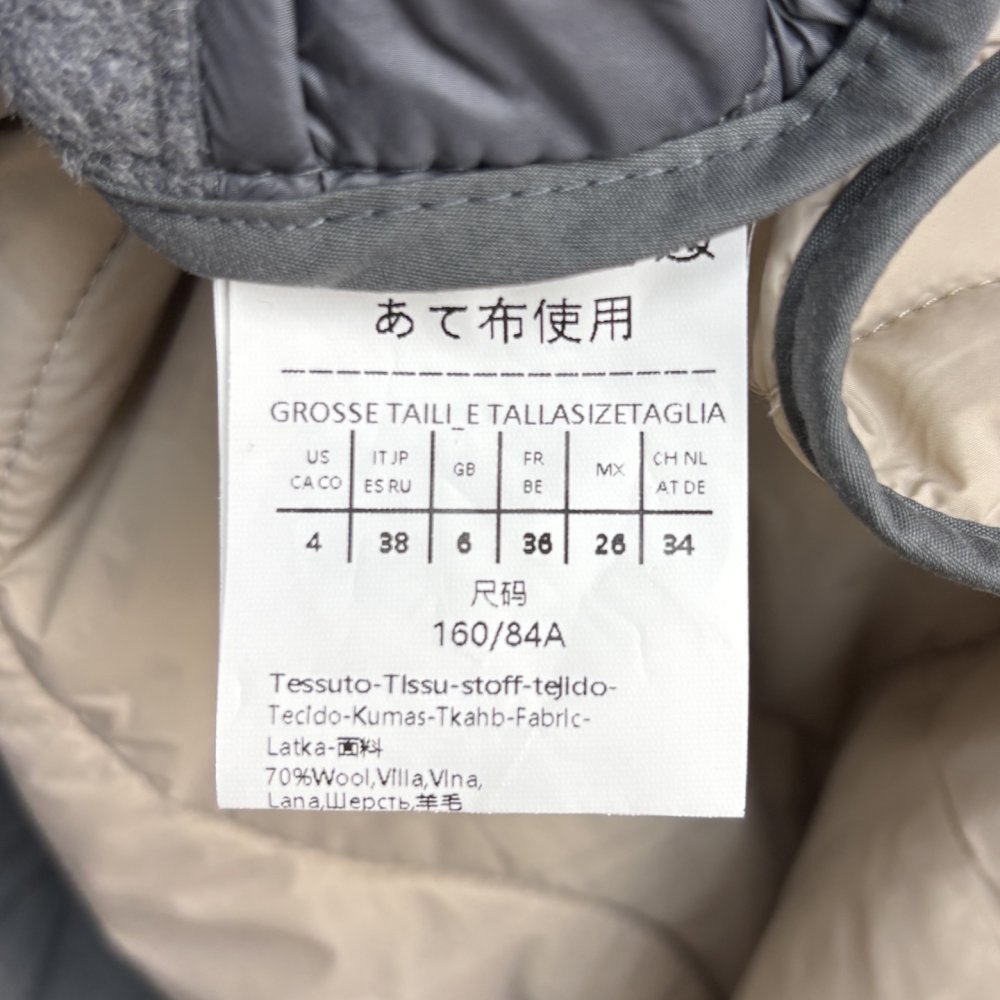 あて布使用
GROSSE TAILI_E TALLASIZETAGLIA
US IT JP GB FR MX CH NL
CA CO ES RU BE AT DE
4 38 6 36 26 34
尺码
160/84A
Tessuto-TIssu-stoff-tejIdo-
TecIdo-Kumas-Tkahb-FabrIc-
Latka-面料
70%Wool,VIlla,VIna,
Lana,Шерсть,羊毛